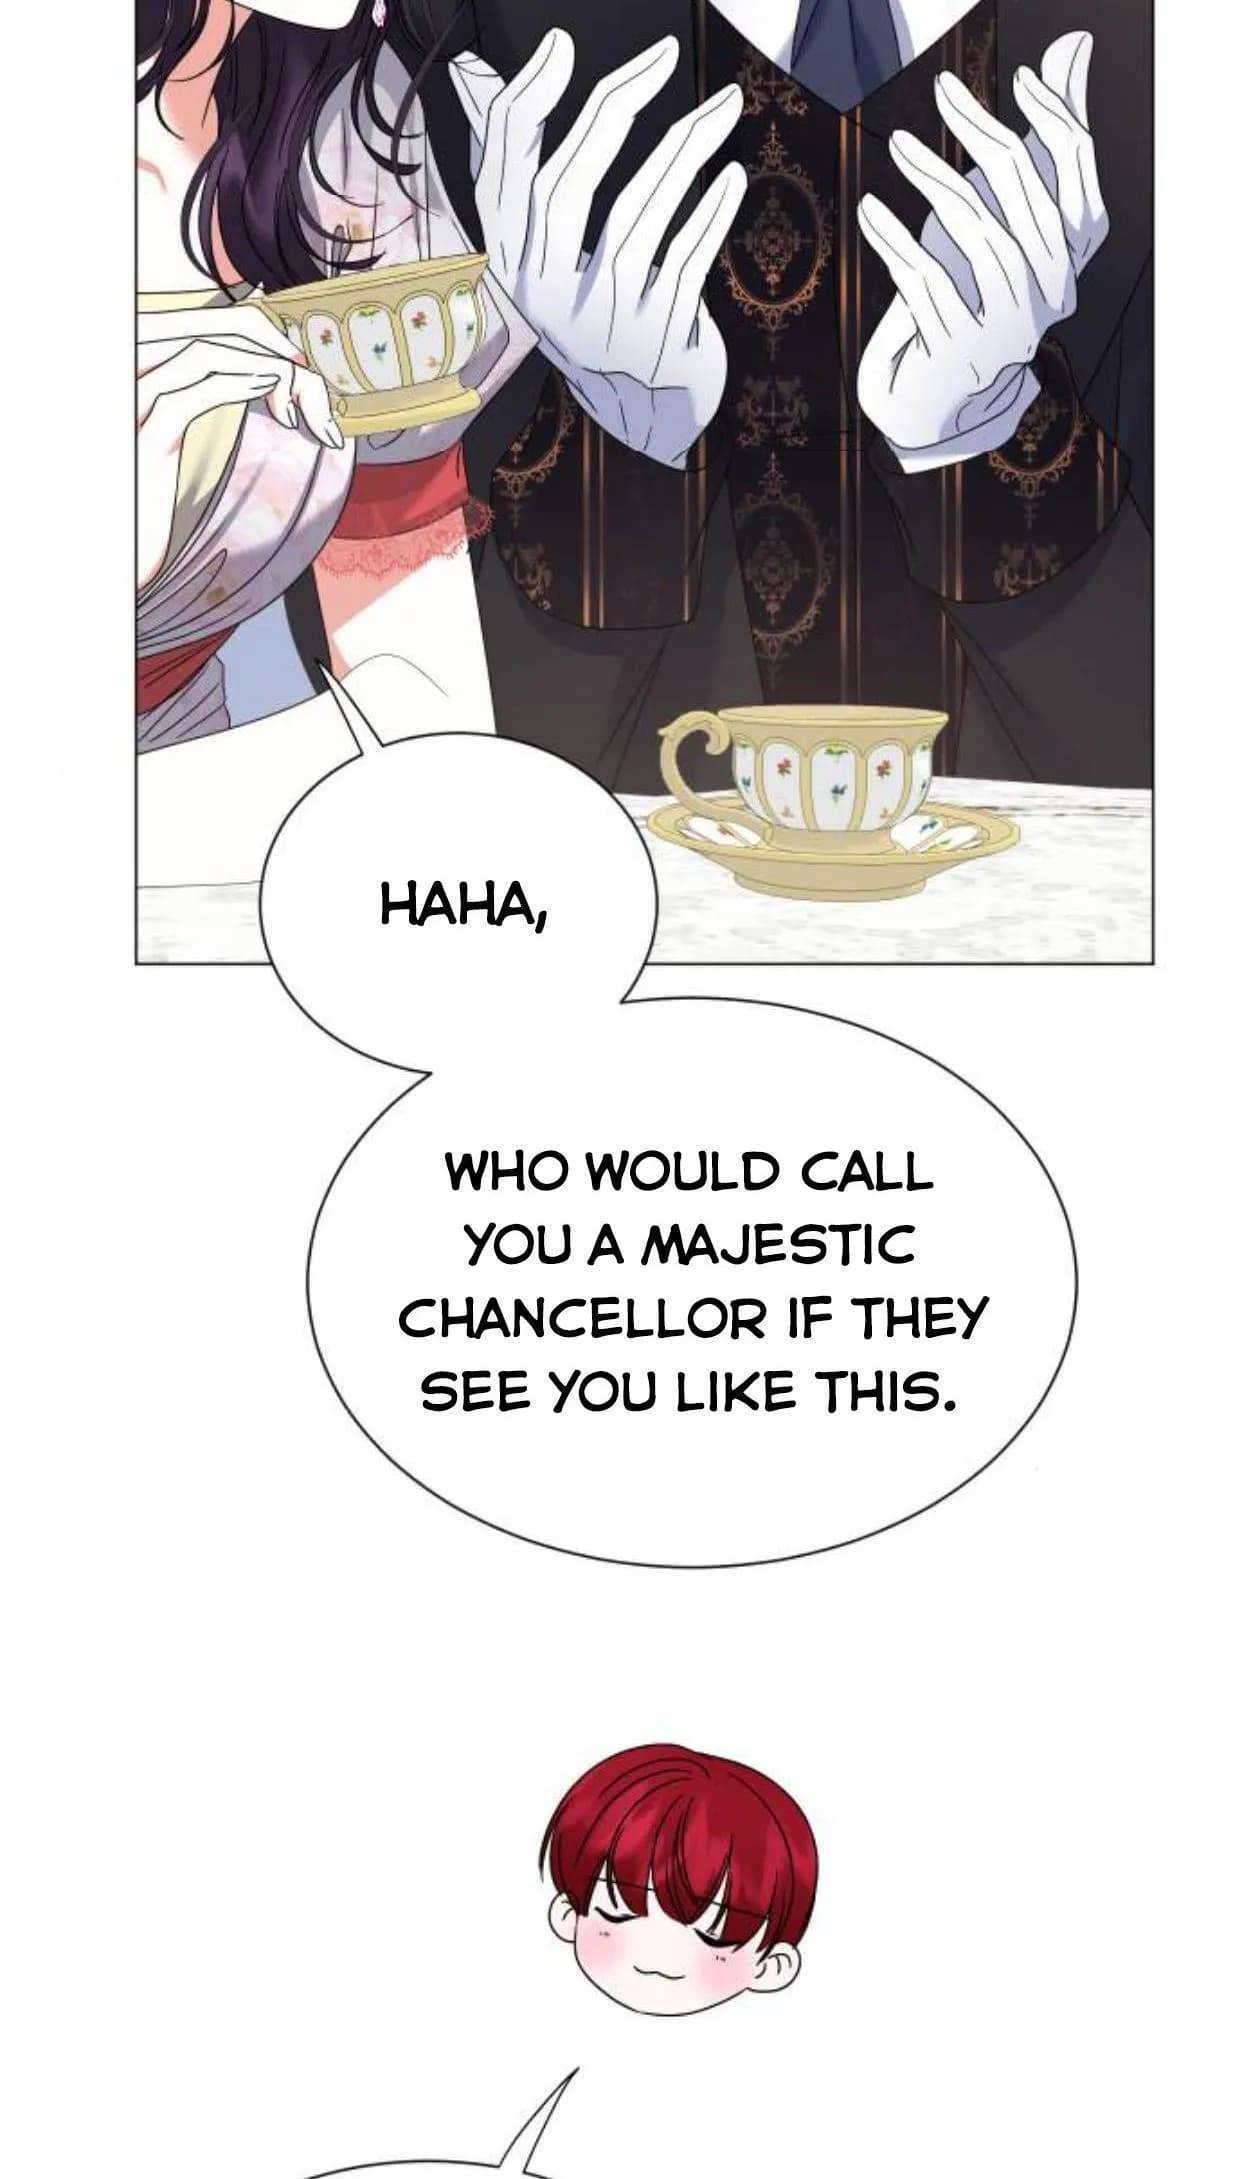 HAHA,
WHO WOULD CALL
YOU A MAJESTIC
CHANCELLOR IF THEY
SEE YOU LIKE THIS.